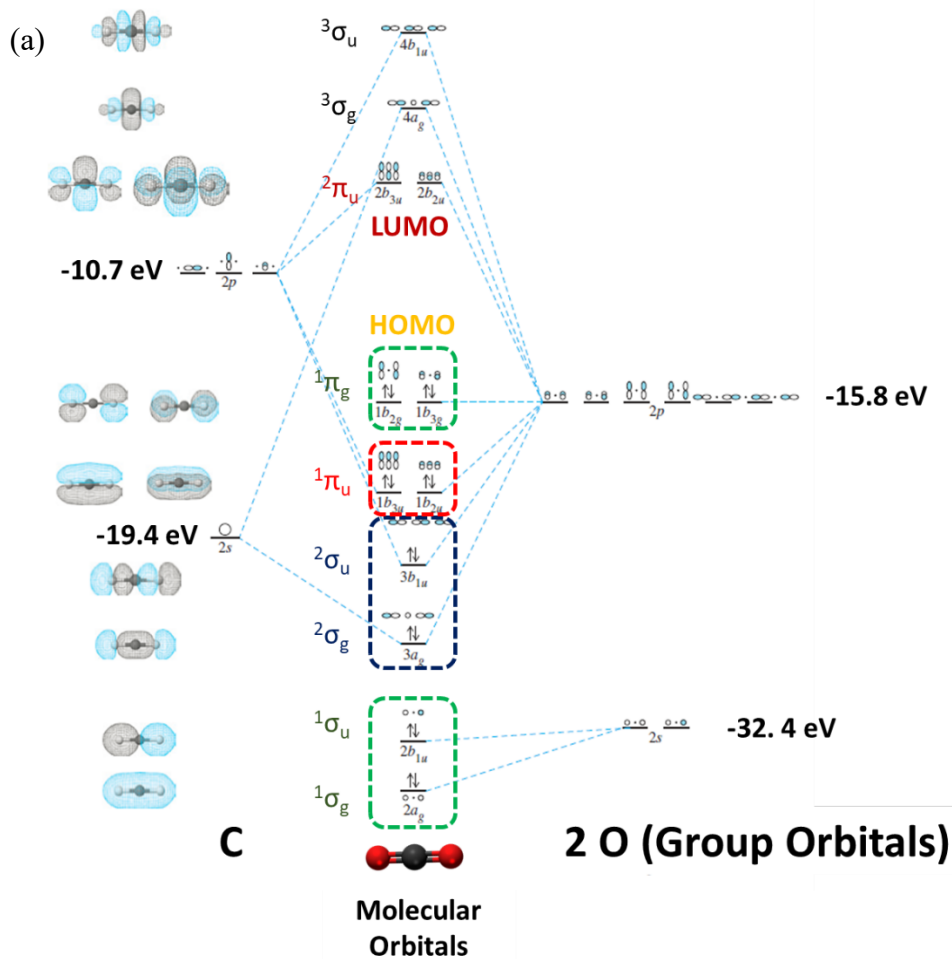 (a)
³σᵤ
4b₁ᵤ
³σg
4ag
²πᵤ
2b₃ᵤ 2b₂ᵤ
LUMO
-10.7 eV
2p
HOMO
¹πg
1b₂g 1b₃g
2p
-15.8 eV
¹πᵤ
1b₃ᵤ 1b₂ᵤ
-19.4 eV
2s
²σᵤ
3b₁ᵤ
²σg
3ag
¹σᵤ
2b₁ᵤ
2s
-32. 4 eV
¹σg
2ag
C
2 O (Group Orbitals)
Molecular
Orbitals